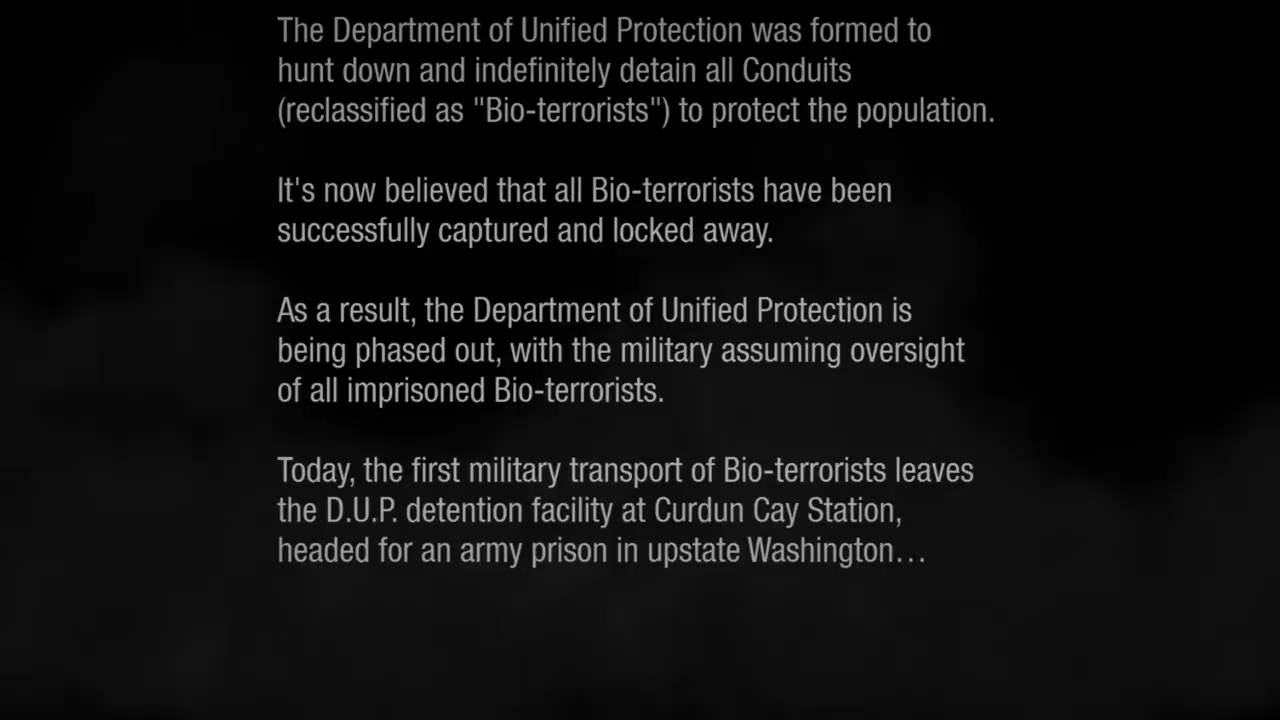 The Department of Unified Protection was formed to
hunt down and indefinitely detain all Conduits
(reclassified as "Bio-terrorists") to protect the population.
It's now believed that all Bio-terrorists have been
successfully captured and locked away.
As a result, the Department of Unified Protection is
being phased out, with the military assuming oversight
of all imprisoned Bio-terrorists.
Today, the first military transport of Bio-terrorists leaves
the D.U.P. detention facility at Curdun Cay Station,
headed for an army prison in upstate Washington…